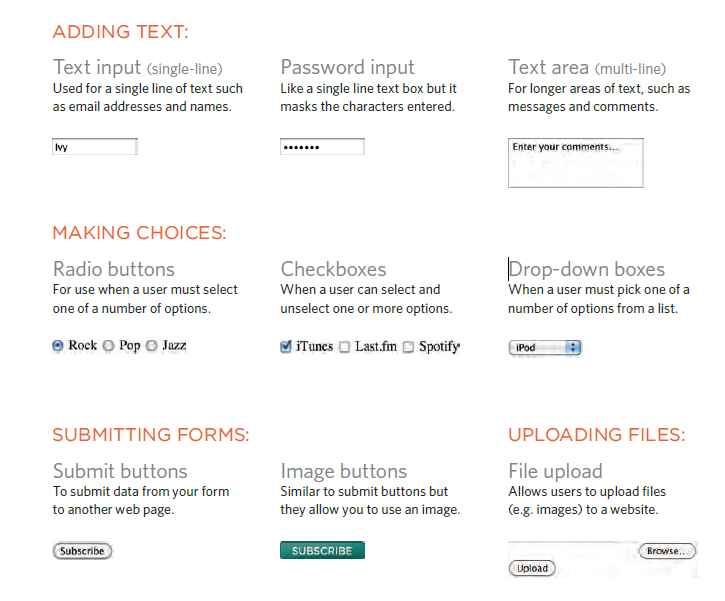 ADDING TEXT:
Text input (single-line)
Used for a single line of text such
as email addresses and names.
Ivy
Password input
Like a single line text box but it
masks the characters entered.
•••••••
Text area (multi-line)
For longer areas of text, such as
messages and comments.
Enter your comments...
MAKING CHOICES:
Radio buttons
For use when a user must select
one of a number of options.
Rock Pop Jazz
Checkboxes
When a user can select and
unselect one or more options.
iTunes Last.fm Spotify
Drop-down boxes
When a user must pick one of a
number of options from a list.
iPod
SUBMITTING FORMS:
Submit buttons
To submit data from your form
to another web page.
Subscribe
Image buttons
Similar to submit buttons but
they allow you to use an image.
SUBSCRIBE
UPLOADING FILES:
File upload
Allows users to upload files
(e.g. images) to a website.
Browse...
Upload